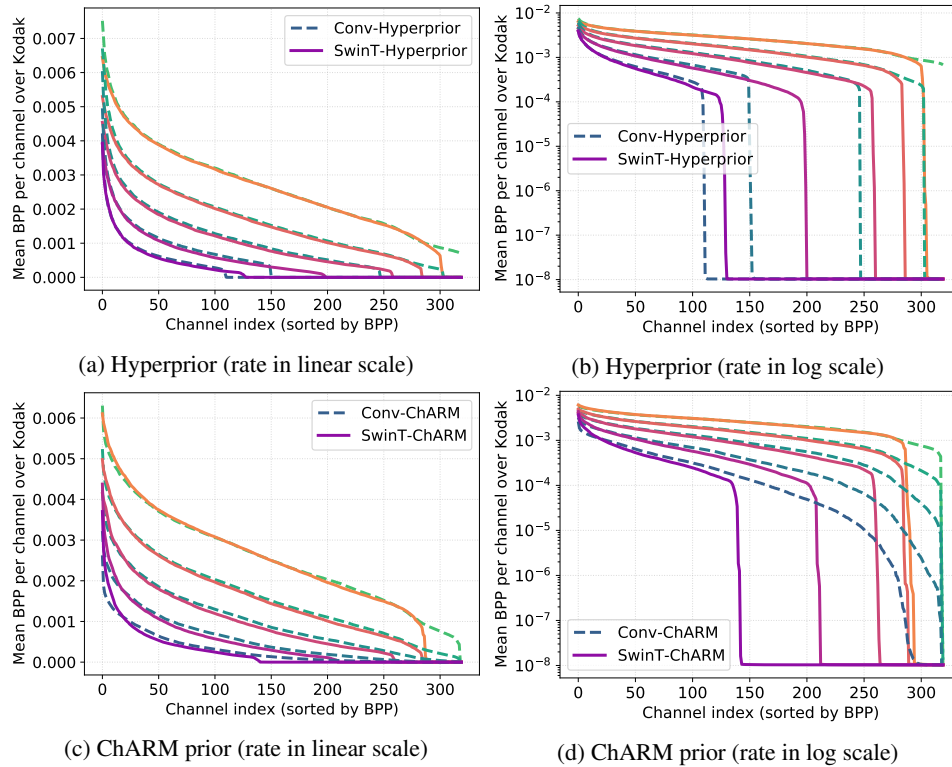 0.007
0.006
0.005
0.004
0.003
0.002
0.001
0.000
0 50 100 150 200 250 300
Mean BPP per channel over Kodak
Channel index (sorted by BPP)
Conv-Hyperprior
SwinT-Hyperprior
(a) Hyperprior (rate in linear scale)
10⁻²
10⁻³
10⁻⁴
10⁻⁵
10⁻⁶
10⁻⁷
10⁻⁸
0 50 100 150 200 250 300
Mean BPP per channel over Kodak
Channel index (sorted by BPP)
Conv-Hyperprior
SwinT-Hyperprior
(b) Hyperprior (rate in log scale)
0.006
0.005
0.004
0.003
0.002
0.001
0.000
0 50 100 150 200 250 300
Mean BPP per channel over Kodak
Channel index (sorted by BPP)
Conv-ChARM
SwinT-ChARM
(c) ChARM prior (rate in linear scale)
10⁻²
10⁻³
10⁻⁴
10⁻⁵
10⁻⁶
10⁻⁷
10⁻⁸
0 50 100 150 200 250 300
Mean BPP per channel over Kodak
Channel index (sorted by BPP)
Conv-ChARM
SwinT-ChARM
(d) ChARM prior (rate in log scale)